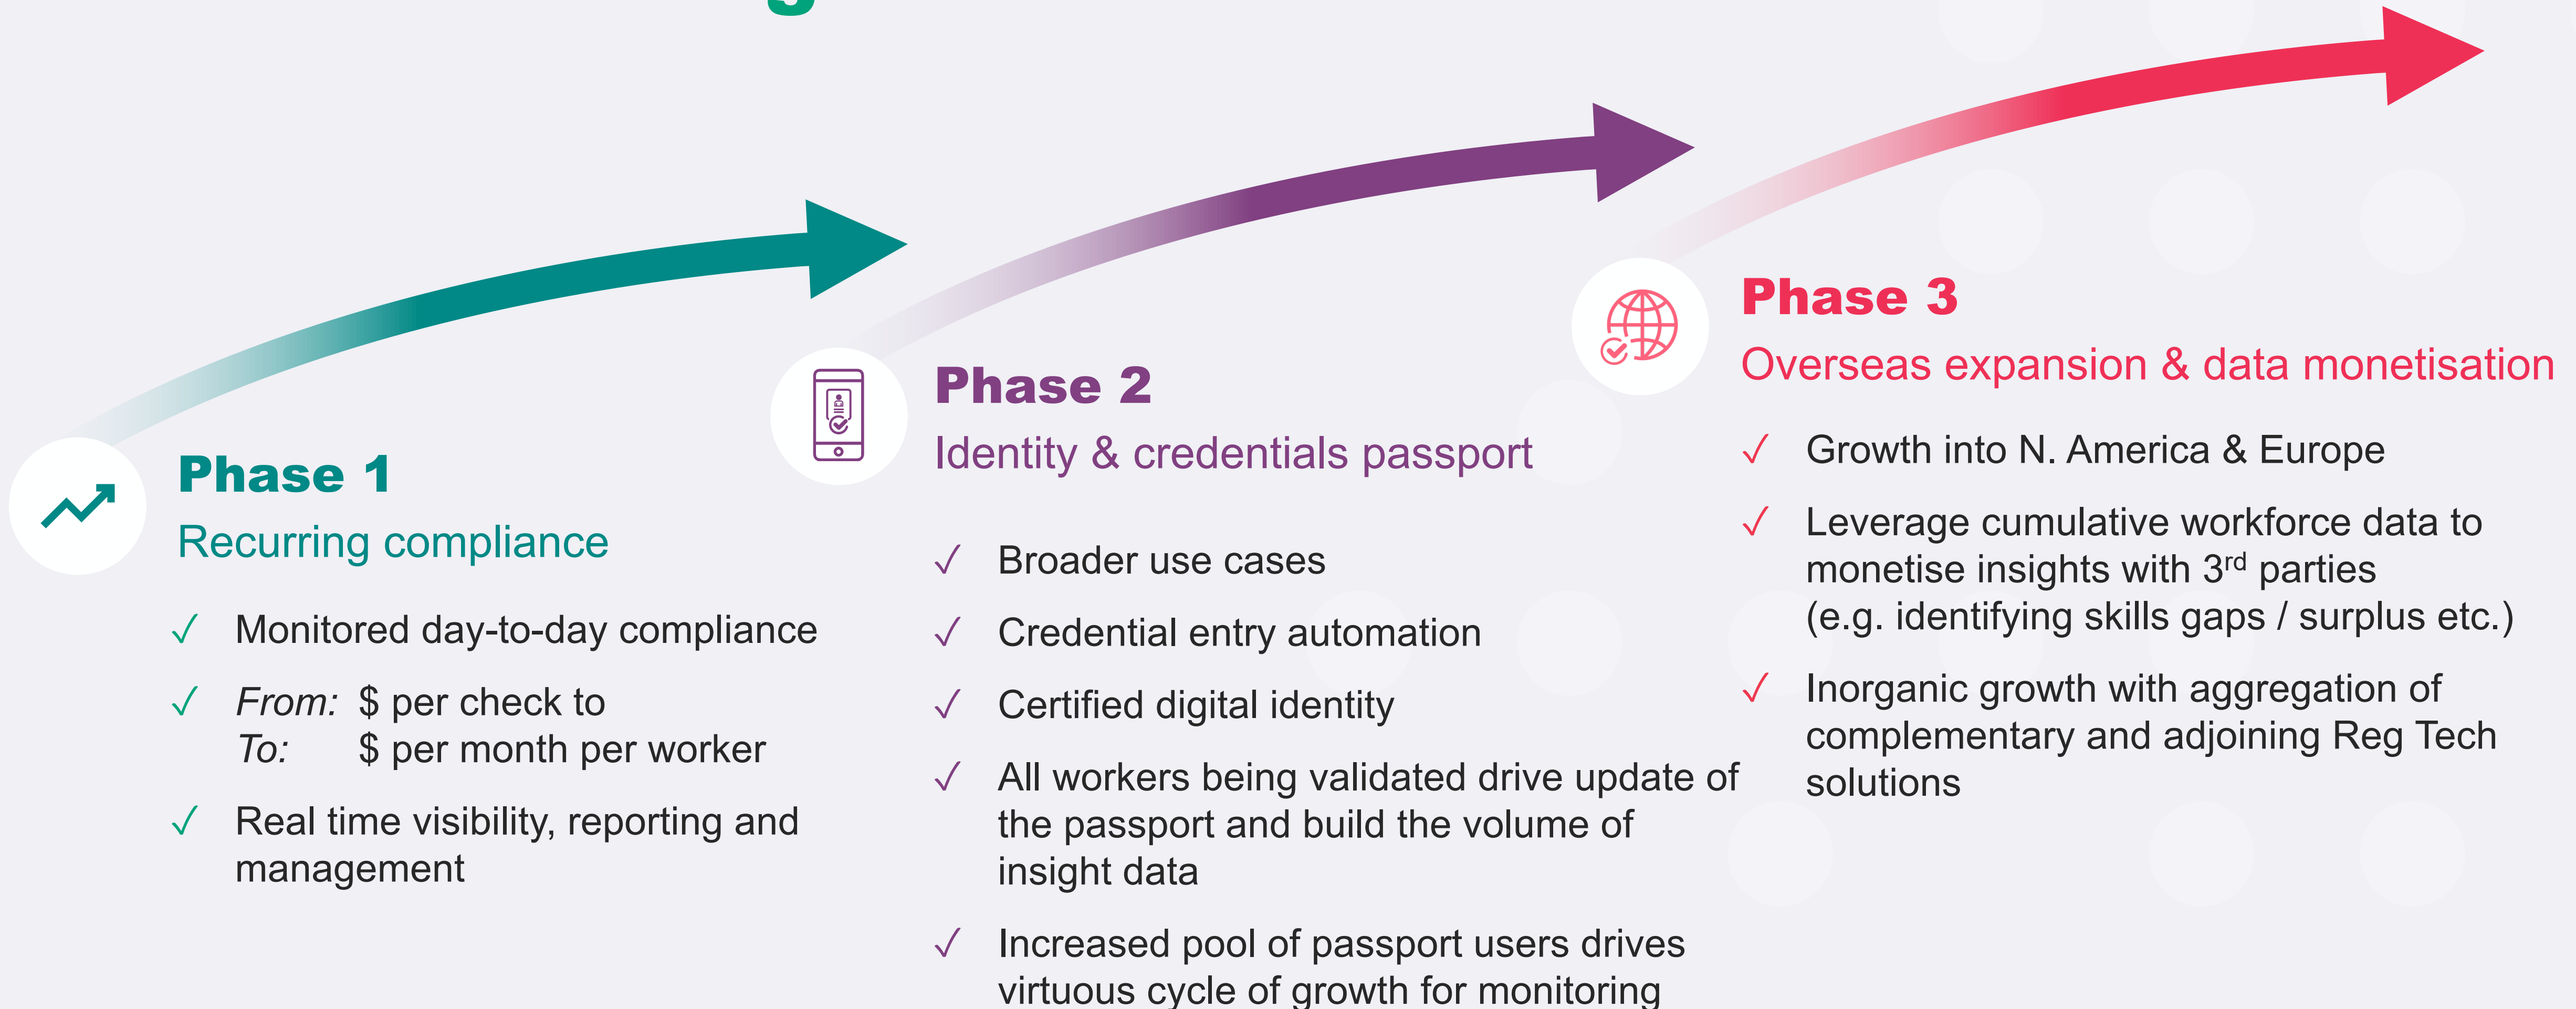 Phase 1
Recurring compliance
✓ Monitored day-to-day compliance
✓ From: $ per check to
To: $ per month per worker
✓ Real time visibility, reporting and
management
Phase 2
Identity & credentials passport
✓ Broader use cases
✓ Credential entry automation
✓ Certified digital identity
✓ All workers being validated drive update of
the passport and build the volume of
insight data
✓ Increased pool of passport users drives
virtuous cycle of growth for monitoring
Phase 3
Overseas expansion & data monetisation
✓ Growth into N. America & Europe
✓ Leverage cumulative workforce data to
monetise insights with 3rd parties
(e.g. identifying skills gaps / surplus etc.)
✓ Inorganic growth with aggregation of
complementary and adjoining Reg Tech
solutions